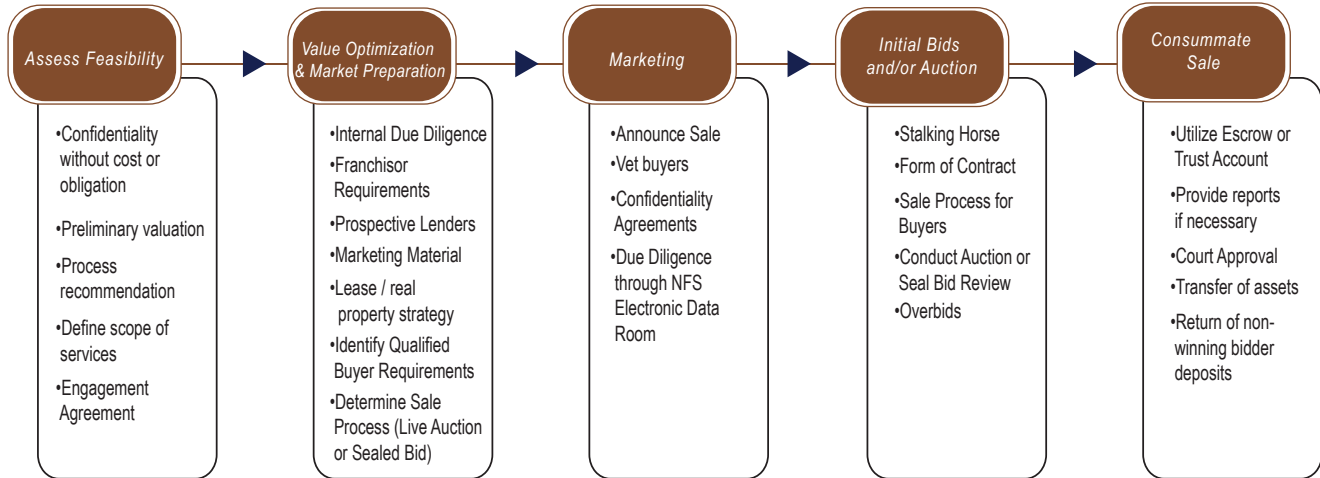 Assess Feasibility
•Confidentiality
without cost or
obligation
•Preliminary valuation
•Process
recommendation
•Define scope of
services
•Engagement
Agreement
Value Optimization
& Market Preparation
•Internal Due Diligence
•Franchisor
Requirements
•Prospective Lenders
•Marketing Material
•Lease / real
property strategy
•Identify Qualified
Buyer Requirements
•Determine Sale
Process (Live Auction
or Sealed Bid)
Marketing
•Announce Sale
•Vet buyers
•Confidentiality
Agreements
•Due Diligence
through NFS
Electronic Data
Room
Initial Bids
and/or Auction
•Stalking Horse
•Form of Contract
•Sale Process for
Buyers
•Conduct Auction or
Seal Bid Review
•Overbids
Consummate
Sale
•Utilize Escrow or
Trust Account
•Provide reports
if necessary
•Court Approval
•Transfer of assets
•Return of non-
winning bidder
deposits